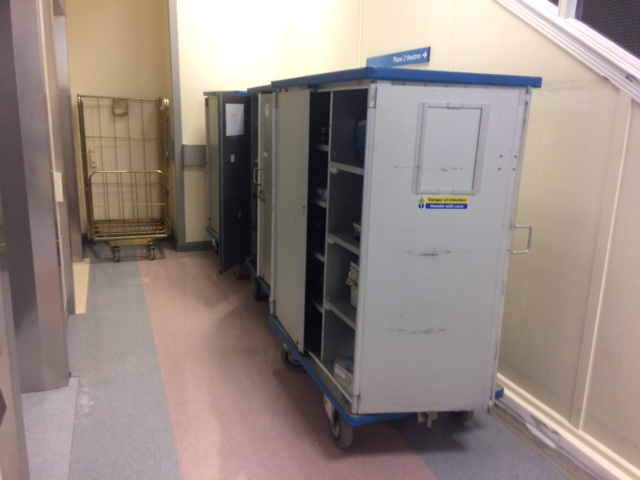 Phase 2 theatres →
Danger of infection
Handle with care